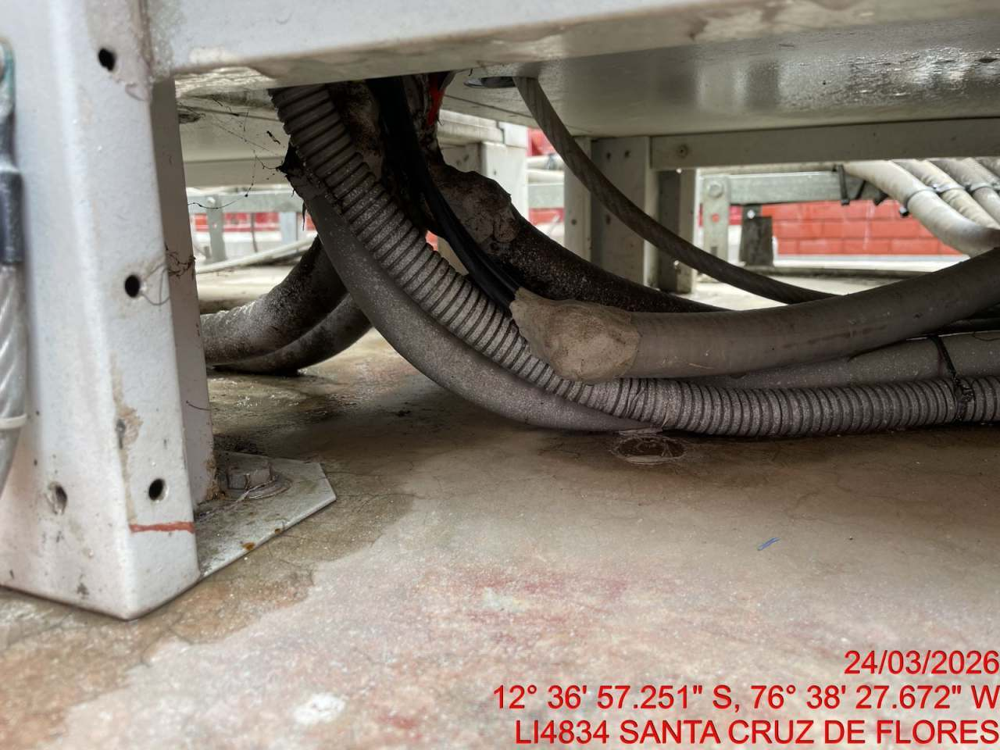 24/03/2026
12° 36' 57.251" S, 76° 38' 27.672" W
LI4834 SANTA CRUZ DE FLORES